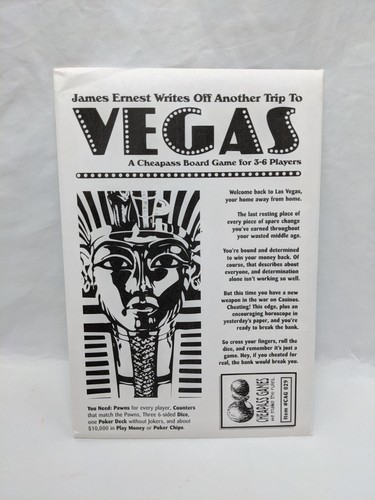 James Ernest Writes Off Another Trip To
VEGAS
A Cheapass Board Game for 3-6 Players
Welcome back to Las Vegas,
your home away from home.
The last resting place of
every piece of spare change
you've earned throughout
your wasted middle age.
You're bound and determined
to win your money back. Of
course, that describes about
everyone, and determination
alone isn't working so well.
But this time you have a new
weapon in the war on Casinos.
Cheating! This edge, plus an
encouraging horoscope in
yesterday's paper, and you're
ready to break the bank.
So cross your fingers, roll the
dice, and remember it's just a
game. Hey, if you cheated for
real, the bank would break you.
You Need: Pawns for every player, Counters
that match the Pawns, Three 6-sided Dice,
one Poker Deck without Jokers, and about
$10,000 in Play Money or Poker Chips.
CHEAPASS GAMES
Item #CAG 029